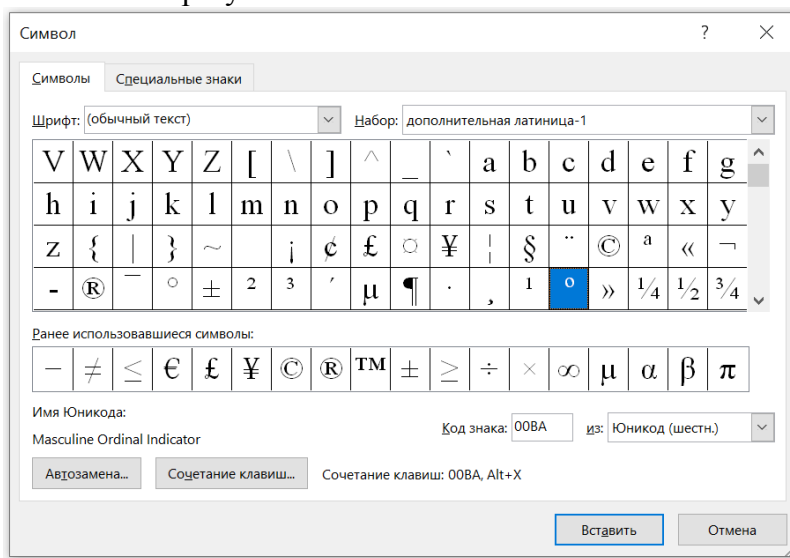 Символ ?
Символы Специальные знаки
Шрифт: (обычный текст) Набор: дополнительная латиница-1
V W X Y Z [ \ ] ^ _ ` a b c d e f g
h i j k l m n o p q r s t u v w x y
z { | } ~ ¡ ¢ £ ¤ ¥ ¦ § ¨ © ª « ¬
- ® ¯ ° ± ² ³ ´ µ ¶ · ¸ ¹ º » ¼ ½ ¾
Ранее использовавшиеся символы:
− ≠ ≤ € £ ¥ © ® ™ ± ≥ ÷ × ∞ µ α β π
Имя Юникода:
Masculine Ordinal Indicator
Код знака: 00BA из: Юникод (шестн.)
Автозамена... Сочетание клавиш... Сочетание клавиш: 00BA, Alt+X
Вставить Отмена